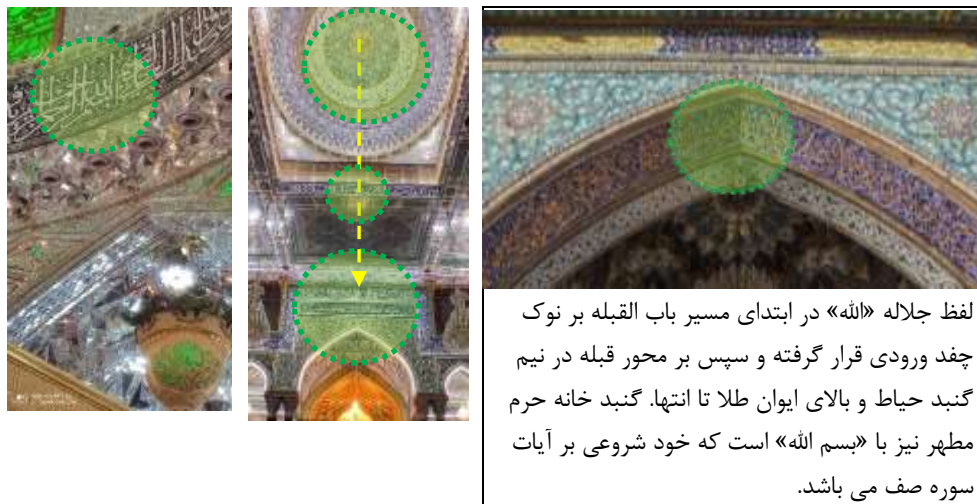 لفظ جلاله «الله» در ابتدای مسیر باب القبله بر نوک
چفد ورودی قرار گرفته و سپس بر محور قبله در نیم
گنبد حیاط و بالای ایوان طلا تا انتها. گنبد خانه حرم
مطهر نیز با «بسم الله» است که خود شروعی بر آیات
سوره صف می باشد.